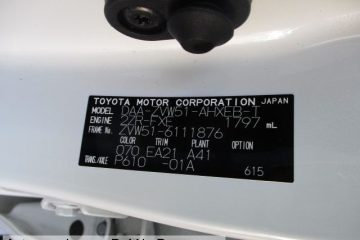 TOYOTA MOTOR CORPORATION JAPAN
MODEL DAA-ZVW51-AHXEB-I
ENGINE 2ZR-FXE 1797 mL
FRAME No. ZVW51-6111876
COLOR TRIM PLANT OPTION
070 EA21 A41
TRANS./AXLE P610 -01A
615